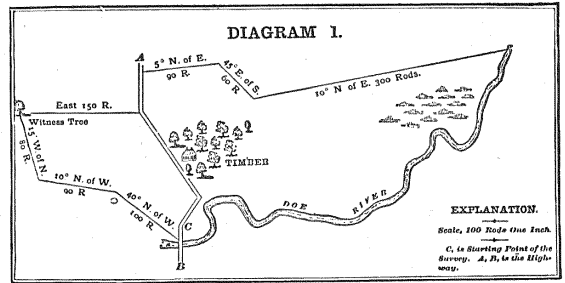 DIAGRAM 1.
A
5° N. of E.
90 R.
45° E. of S.
60 R
10° N of E. 300 Rods.
East 150 R.
Witness Tree
15 W of N.
80 R.
TIMBER
10° N. of W.
90 R
C
40° N. of W.
100 R.
C
DOE RIVER
B
EXPLANATION.
Scale, 100 Rods One Inch.
C, is Starting Point of the
Survey. A, B, is the High-
way.